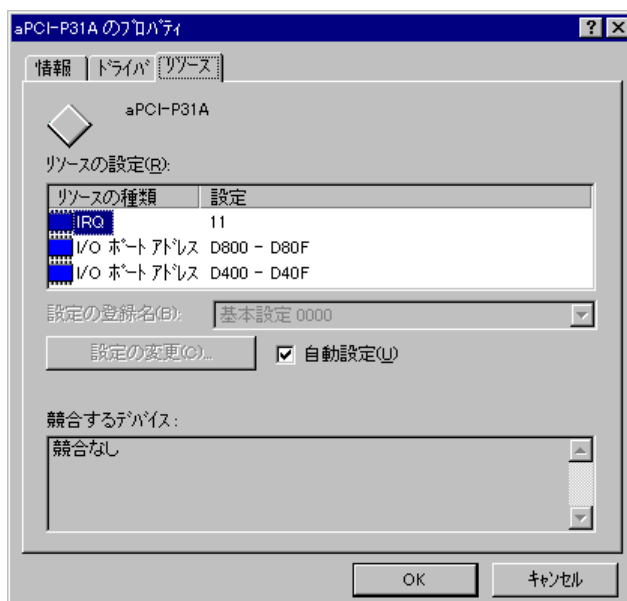 aPCI-P31A のプロパティ
情報 ドライバ リソース
aPCI-P31A
リソースの設定(R):
リソースの種類 設定
IRQ 11
I/O ポート アドレス D800 - D80F
I/O ポート アドレス D400 - D40F
設定の登録名(B): 基本設定 0000
設定の変更(C)... 自動設定(U)
競合するデバイス:
競合なし
OK キャンセル